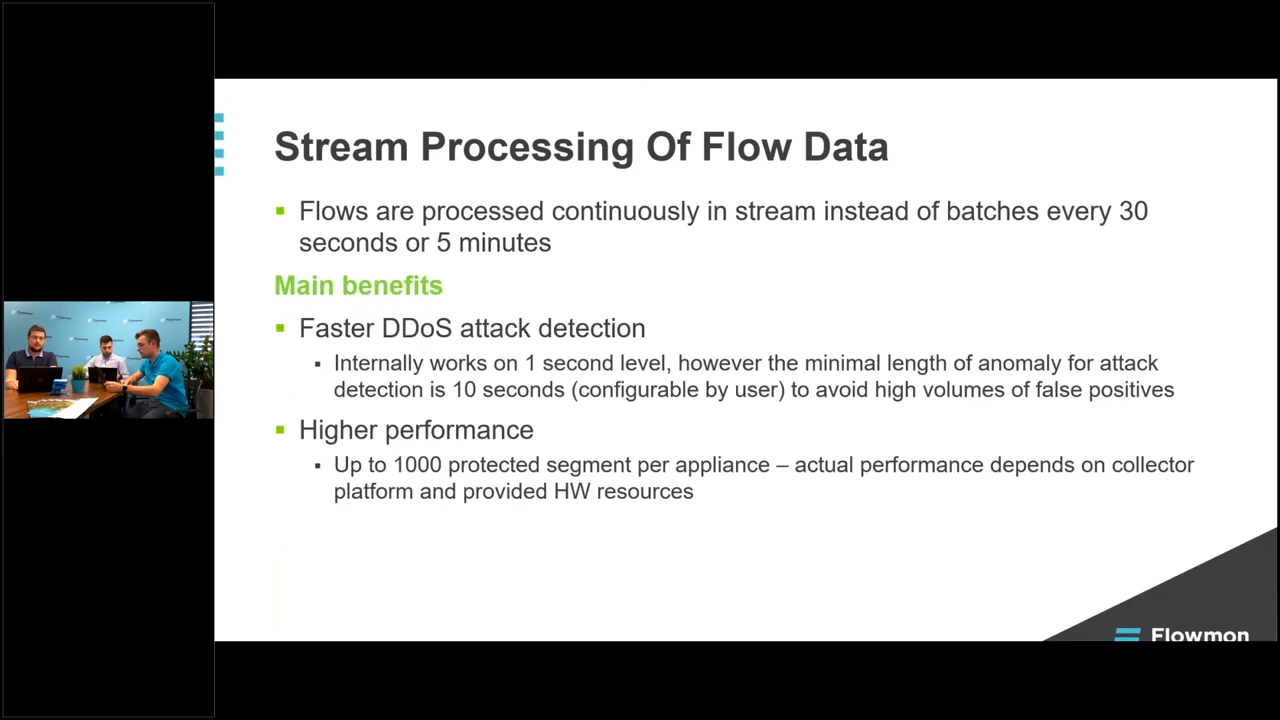 Stream Processing Of Flow Data
▪ Flows are processed continuously in stream instead of batches every 30
seconds or 5 minutes
Main benefits
▪ Faster DDoS attack detection
▪ Internally works on 1 second level, however the minimal length of anomaly for attack
detection is 10 seconds (configurable by user) to avoid high volumes of false positives
▪ Higher performance
▪ Up to 1000 protected segment per appliance – actual performance depends on collector
platform and provided HW resources
Flowmon